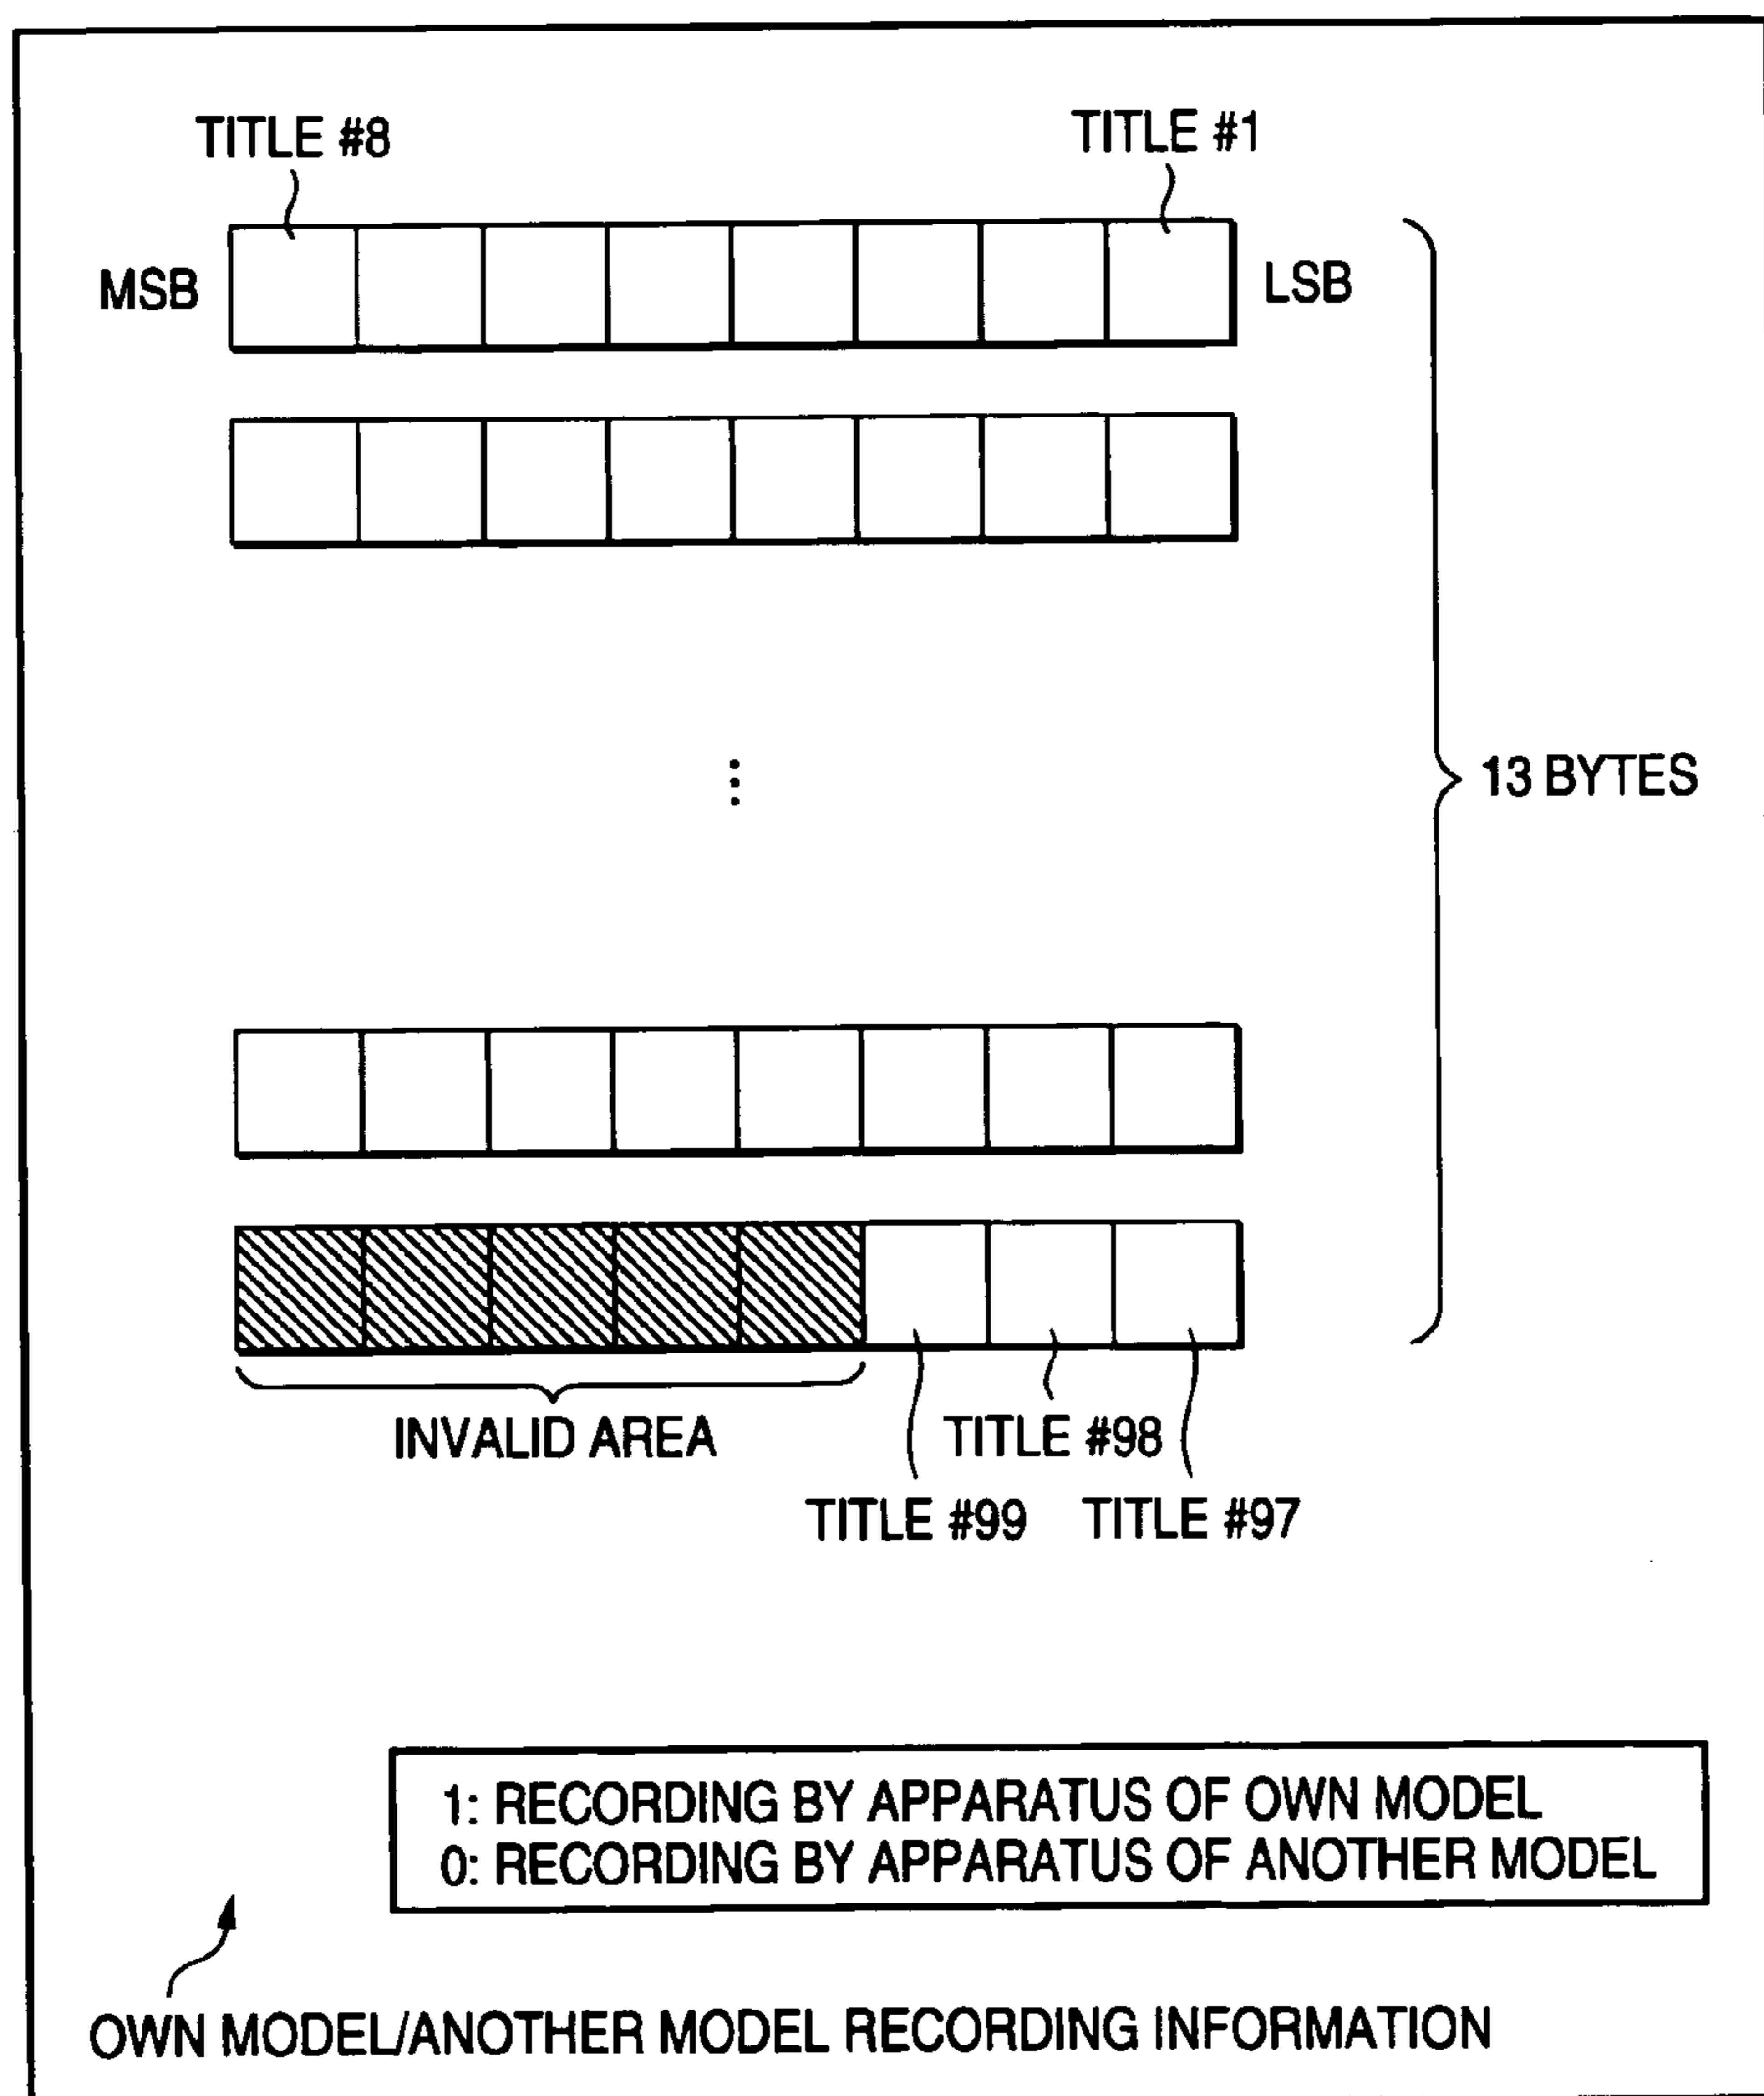 TITLE #8
TITLE #1
MSB
LSB
13 BYTES
INVALID AREA
TITLE #98
TITLE #99
TITLE #97
1: RECORDING BY APPARATUS OF OWN MODEL
0: RECORDING BY APPARATUS OF ANOTHER MODEL
OWN MODEL/ANOTHER MODEL RECORDING INFORMATION